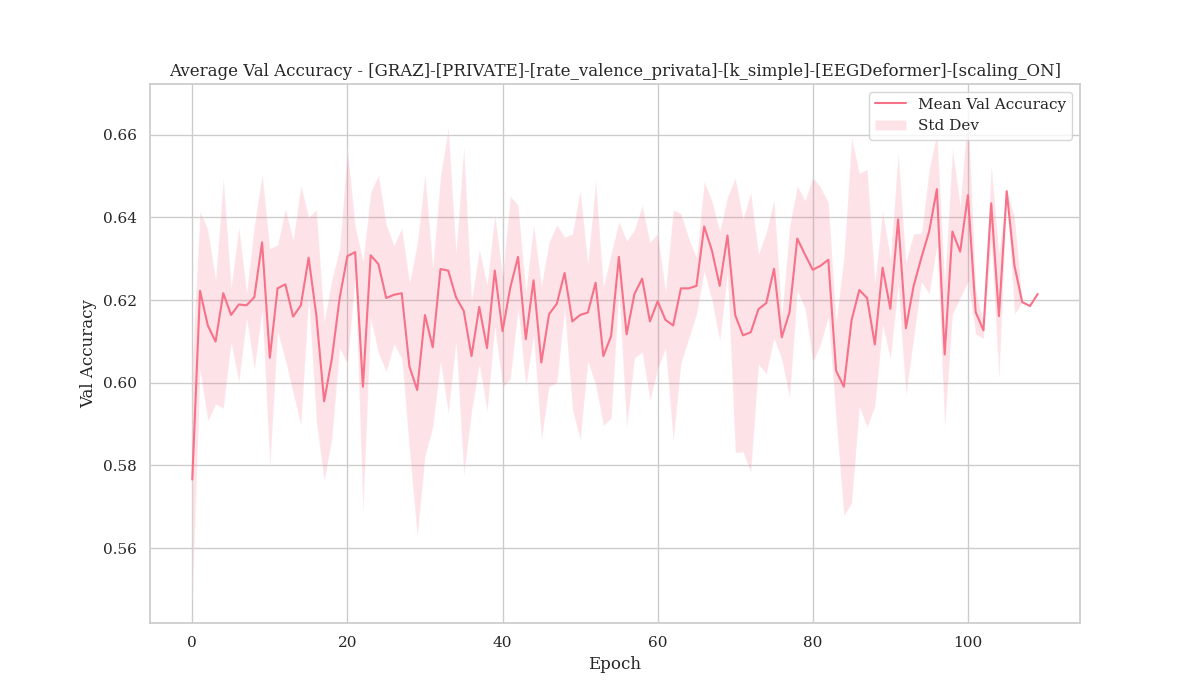 Average Val Accuracy - [GRAZ]-[PRIVATE]-[rate_valence_privata]-[k_simple]-[EEGDeformer]-[scaling_ON]
Mean Val Accuracy
Std Dev
0.66
0.64
0.62
0.60
0.58
0.56
Val Accuracy
0
20
40
60
80
100
Epoch